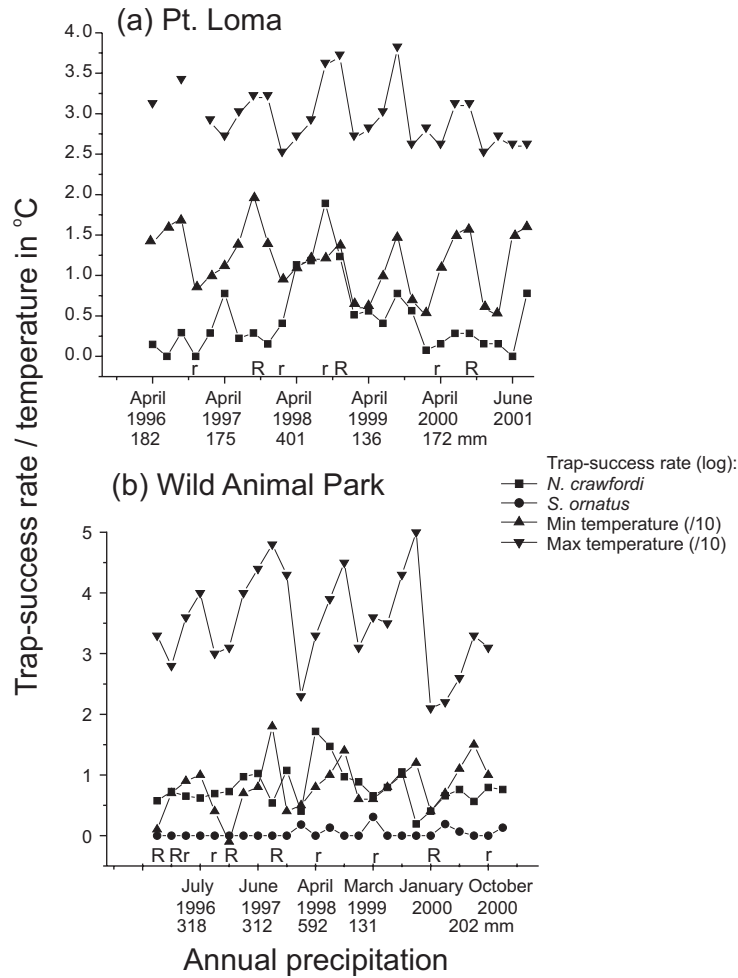 (a) Pt. Loma
4.0
3.5
3.0
2.5
2.0
1.5
1.0
0.5
0.0
r R r r R r R
April April April April April June
1996 1997 1998 1999 2000 2001
182 175 401 136 172 mm
Trap-success rate / temperature in °C
Trap-success rate (log):
N. crawfordi
S. ornatus
Min temperature (/10)
Max temperature (/10)
(b) Wild Animal Park
5
4
3
2
1
0
R Rr r R R r r R r
July June April March January October
1996 1997 1998 1999 2000 2000
318 312 592 131 202 mm
Annual precipitation